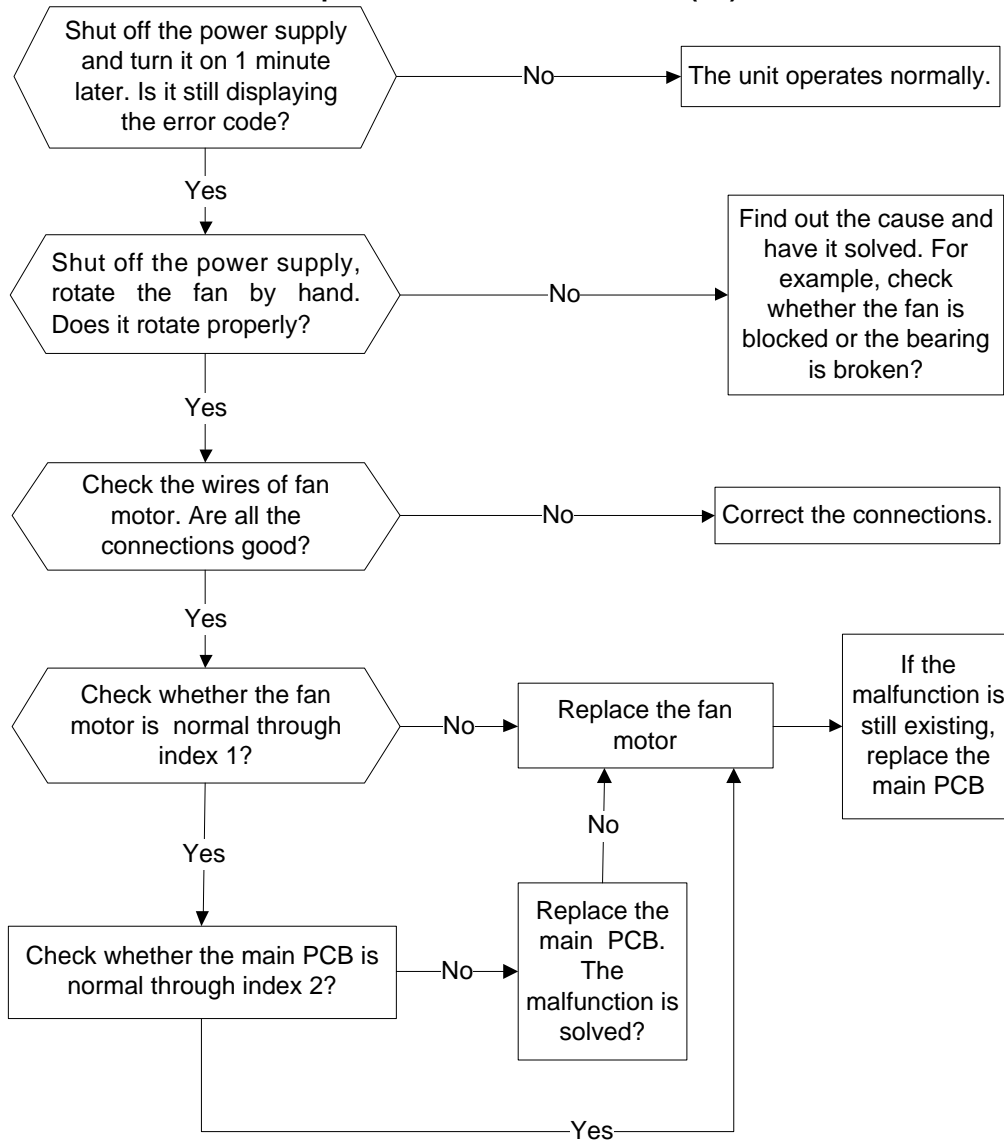 Shut off the power supply
and turn it on 1 minute
later. Is it still displaying
the error code?
No
The unit operates normally.
Yes
Shut off the power supply,
rotate the fan by hand.
Does it rotate properly?
No
Find out the cause and
have it solved. For
example, check
whether the fan is
blocked or the bearing
is broken?
Yes
Check the wires of fan
motor. Are all the
connections good?
No
Correct the connections.
Yes
Check whether the fan
motor is normal through
index 1?
No
Replace the fan
motor
If the
malfunction is
still existing,
replace the
main PCB
Yes
No
Check whether the main PCB is
normal through index 2?
No
Replace the
main PCB.
The
malfunction is
solved?
Yes